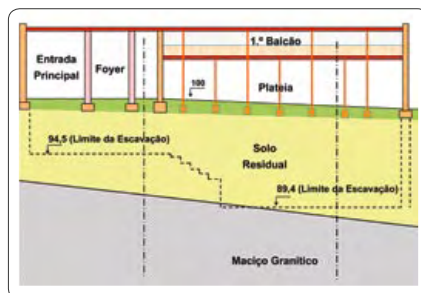 1.º Balcão
Entrada
Principal
Foyer
Plateia
100
94,5 (Limite da Escavação)
Solo
Residual
89,4 (Limite da Escavação)
Maciço Granítico